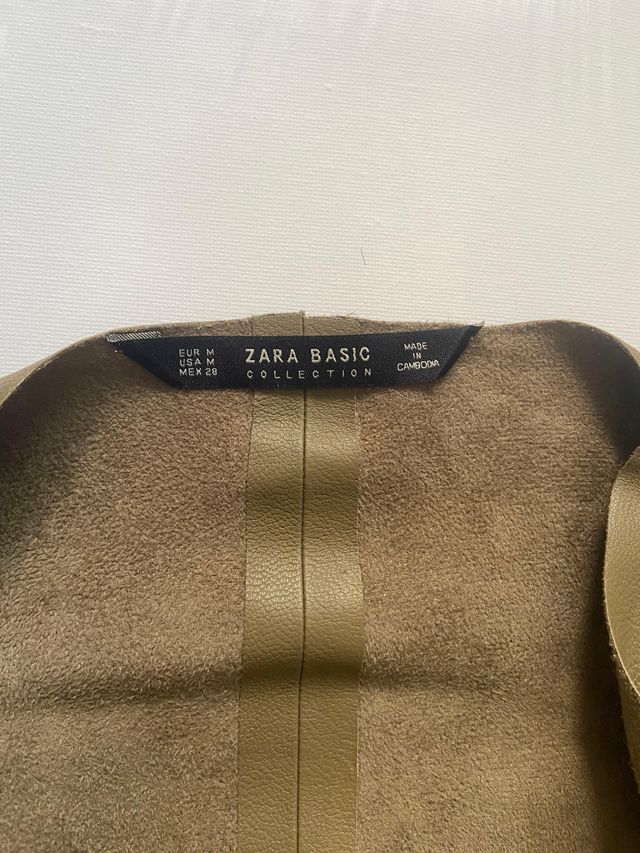 EUR M
USA M
MEX 28
ZARA BASIC
COLLECTION
MADE
IN
CAMBODIA